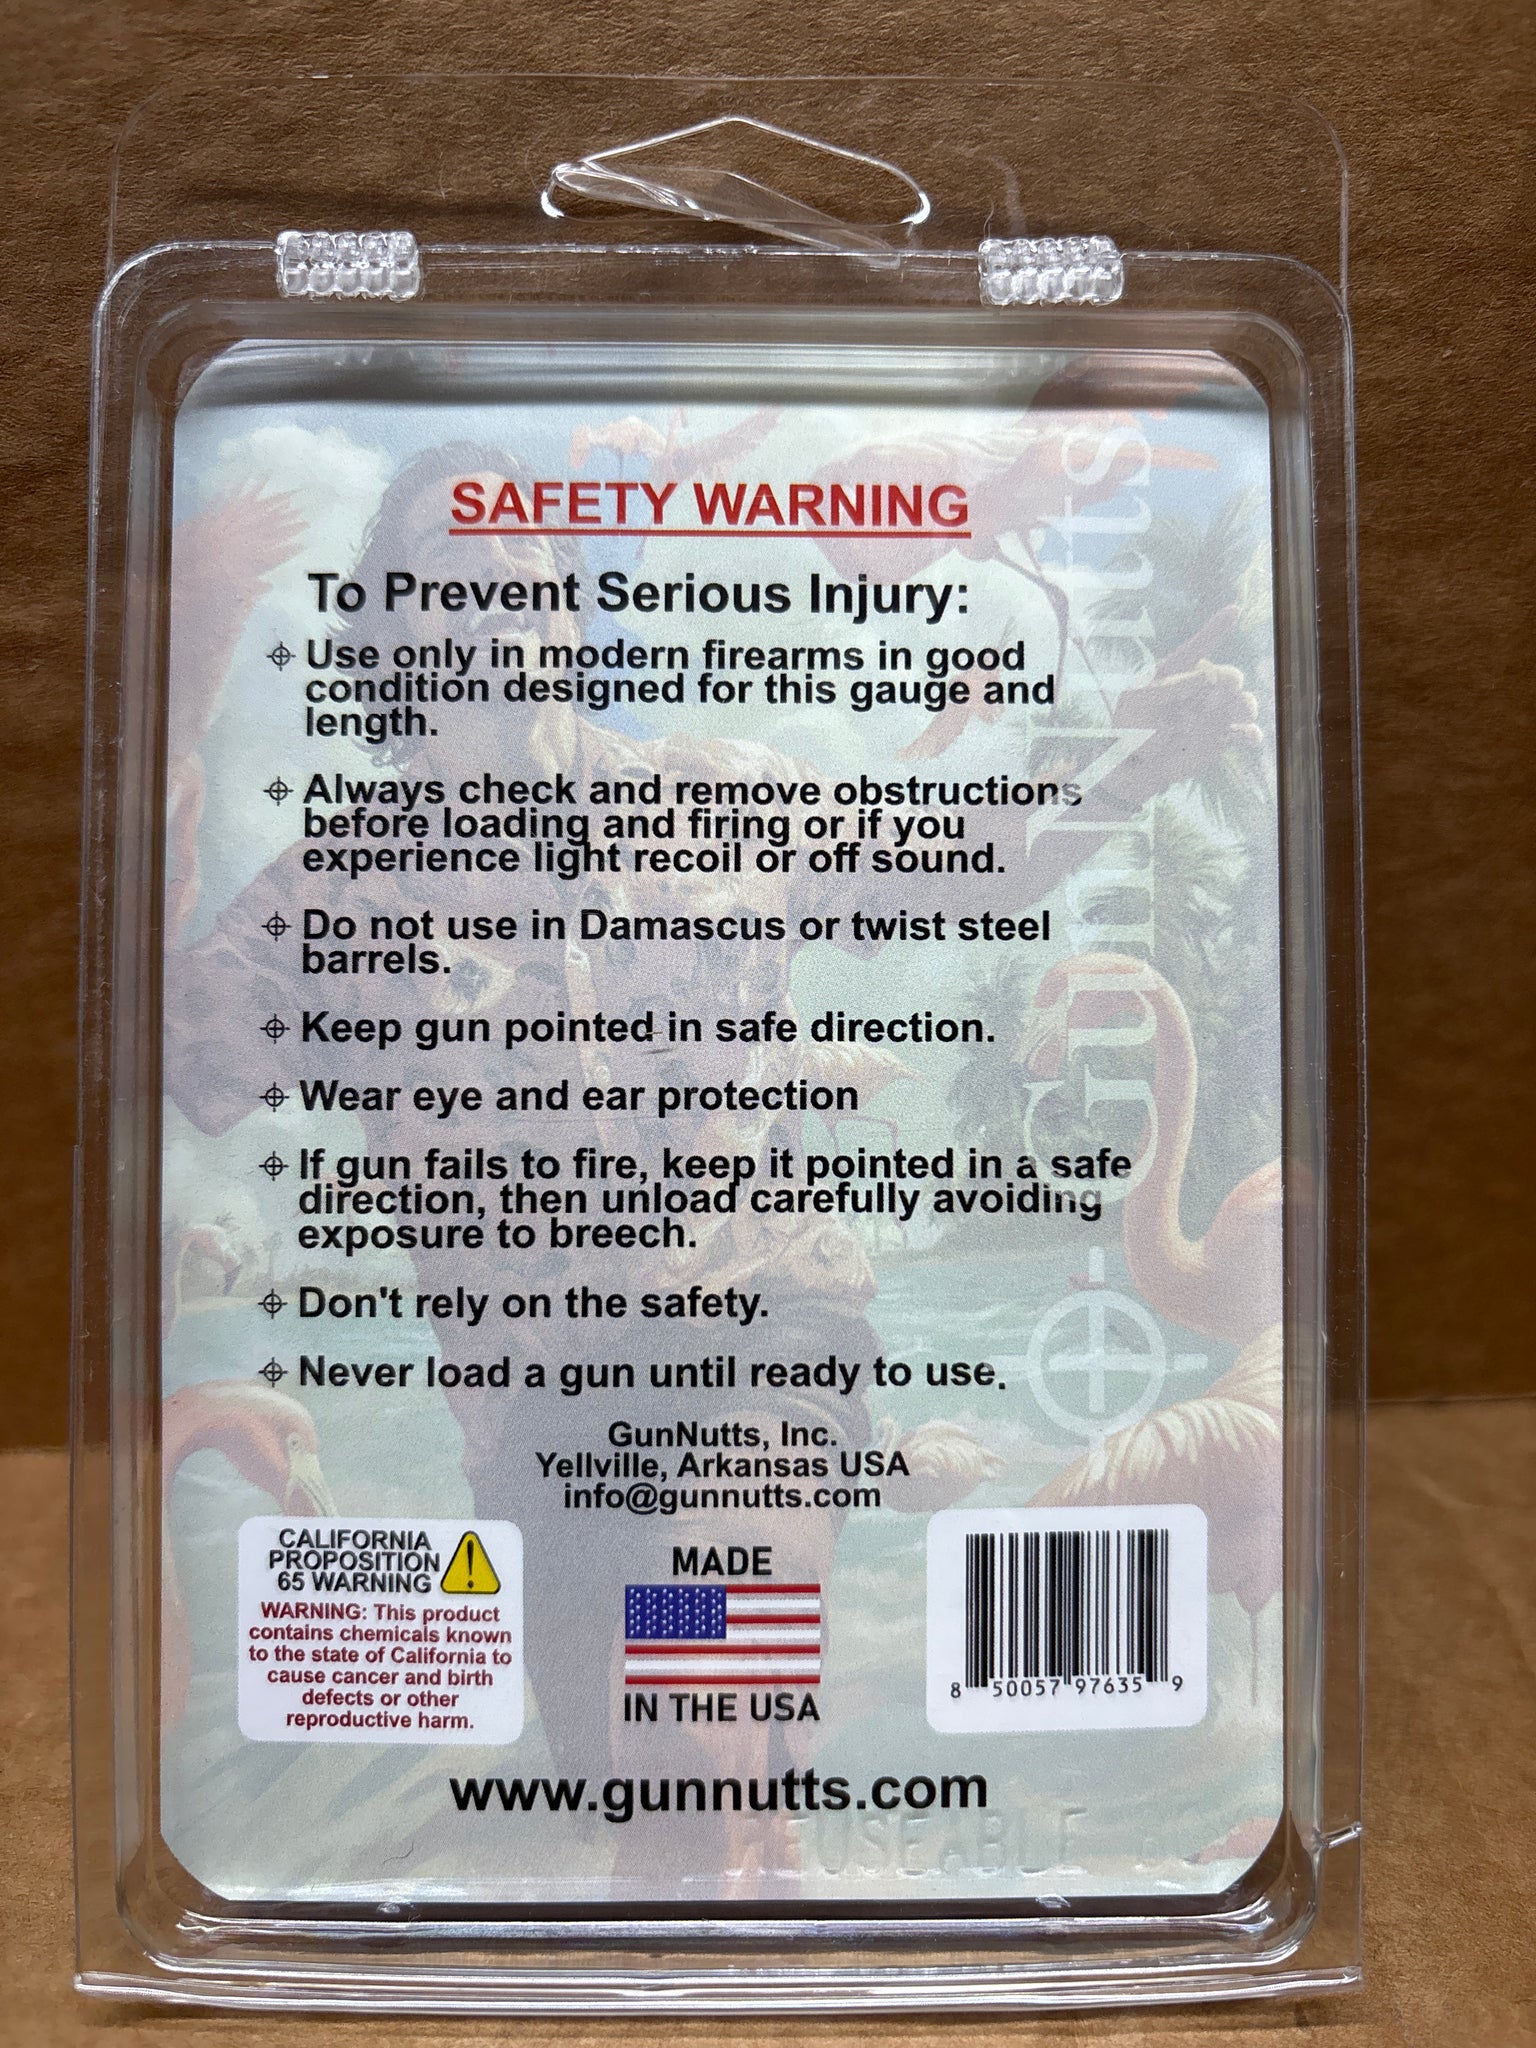 SAFETY WARNING
To Prevent Serious Injury:
Use only in modern firearms in good
condition designed for this gauge and
length.
Always check and remove obstructions
before loading and firing or if you
experience light recoil or off sound.
Do not use in Damascus or twist steel
barrels.
Keep gun pointed in safe direction.
Wear eye and ear protection
If gun fails to fire, keep it pointed in a safe
direction, then unload carefully avoiding
exposure to breech.
Don't rely on the safety.
Never load a gun until ready to use.
GunNutts
GunNutts, Inc.
Yellville, Arkansas USA
info@gunnutts.com
CALIFORNIA
PROPOSITION
65 WARNING
WARNING: This product
contains chemicals known
to the state of California to
cause cancer and birth
defects or other
reproductive harm.
MADE
IN THE USA
8 50057 97635 9
www.gunnutts.com
REUSEABLE